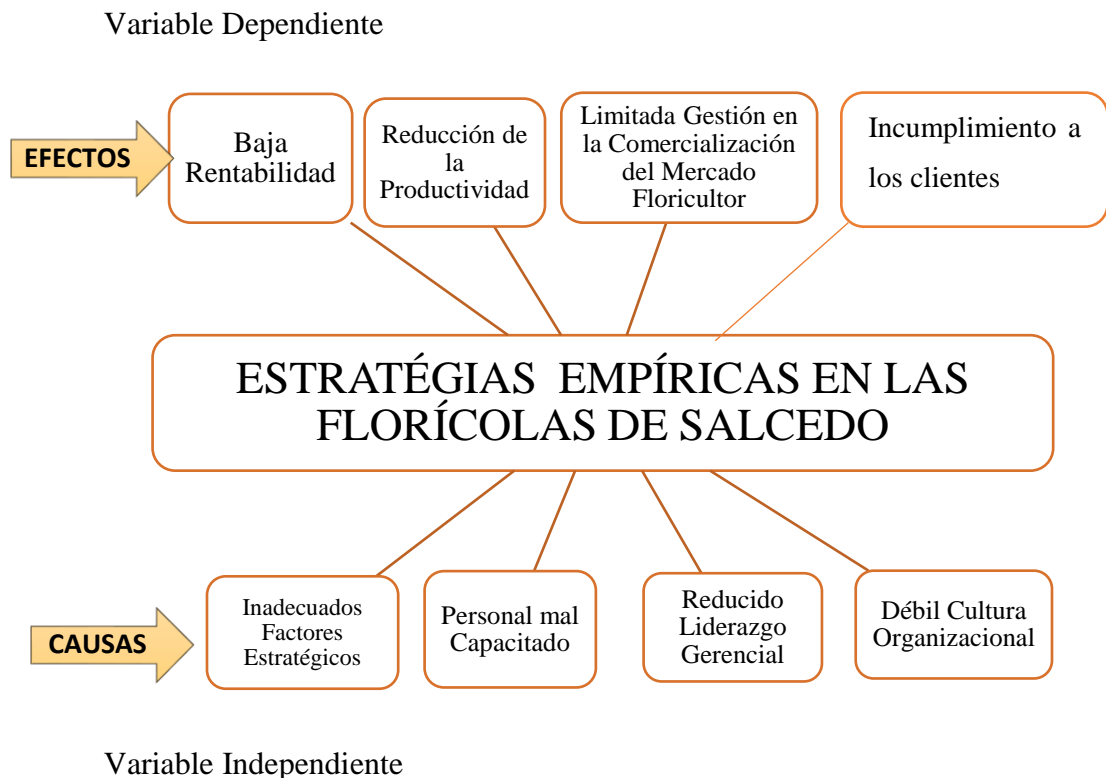 Variable Dependiente
EFECTOS
Baja
Rentabilidad
Reducción de
la
Productividad
Limitada Gestión en
la Comercialización
del Mercado
Floricultor
Incumplimiento a
los clientes
ESTRATÉGIAS EMPÍRICAS EN LAS
FLORÍCOLAS DE SALCEDO
CAUSAS
Inadecuados
Factores
Estratégicos
Personal mal
Capacitado
Reducido
Liderazgo
Gerencial
Débil Cultura
Organizacional
Variable Independiente